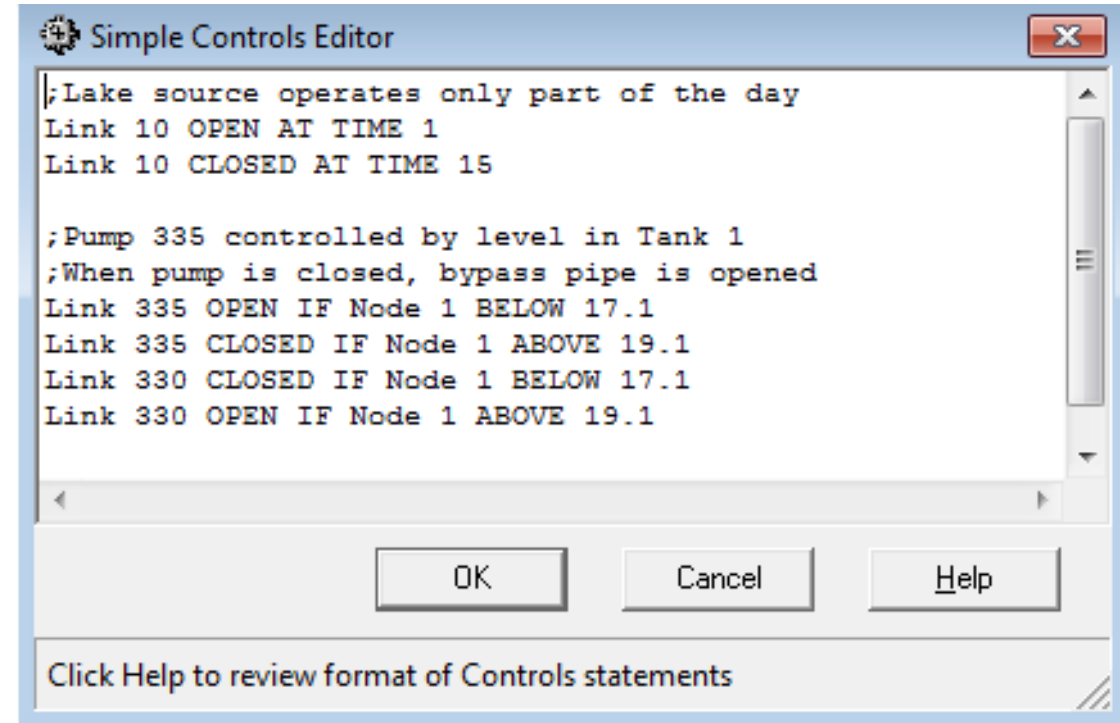 Simple Controls Editor
;Lake source operates only part of the day
Link 10 OPEN AT TIME 1
Link 10 CLOSED AT TIME 15
;Pump 335 controlled by level in Tank 1
;When pump is closed, bypass pipe is opened
Link 335 OPEN IF Node 1 BELOW 17.1
Link 335 CLOSED IF Node 1 ABOVE 19.1
Link 330 CLOSED IF Node 1 BELOW 17.1
Link 330 OPEN IF Node 1 ABOVE 19.1
OK Cancel Help
Click Help to review format of Controls statements